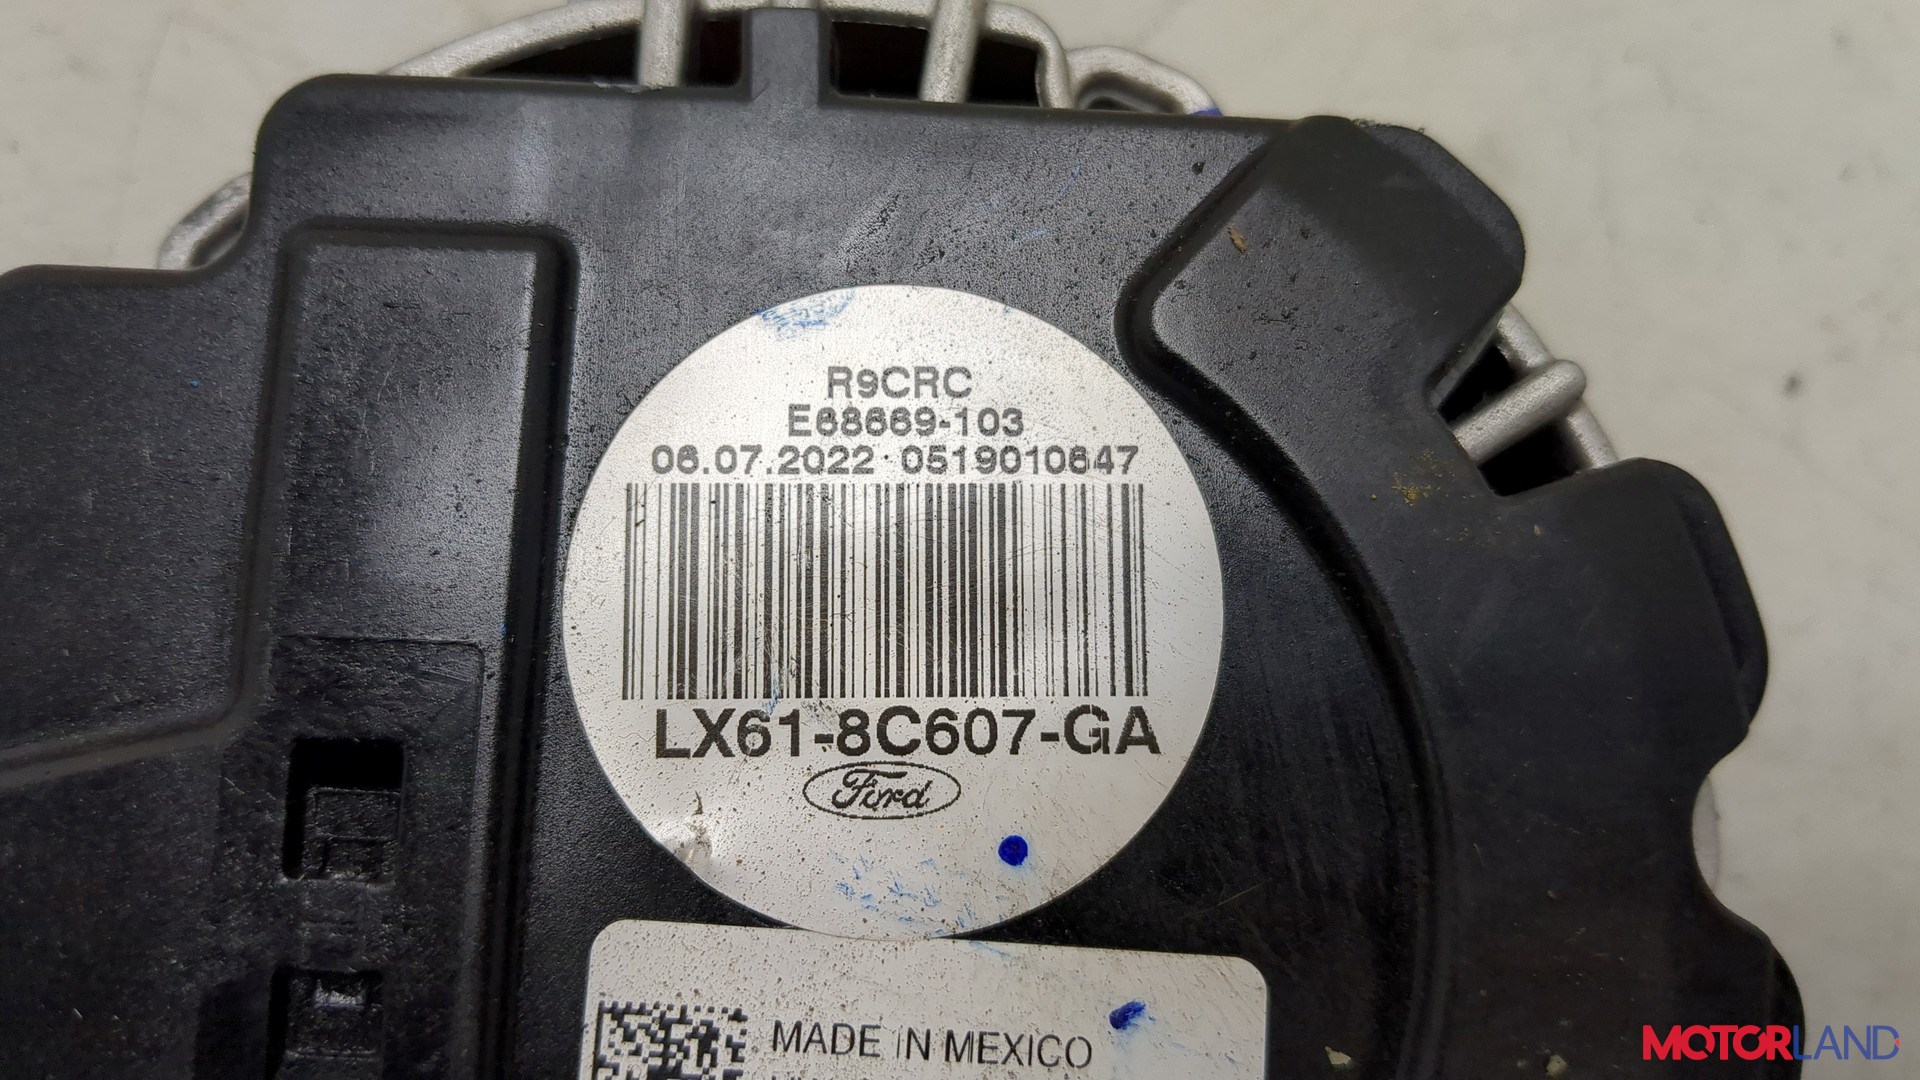 R9CRC
E68669-103
06.07.2022 0519010647
LX61-8C607-GA
Ford
MADE IN MEXICO
MOTORLAND